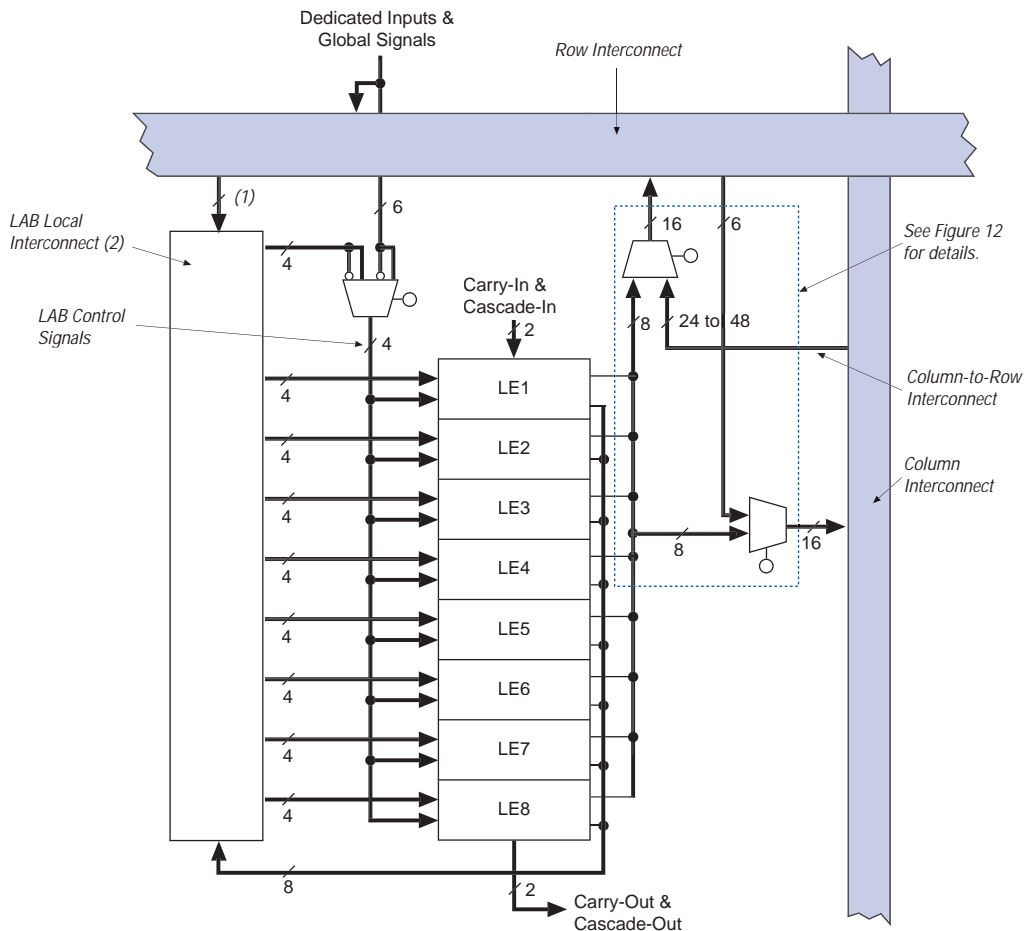 Dedicated Inputs &
Global Signals
Row Interconnect
(1)
6
16
6
LAB Local
Interconnect (2)
See Figure 12
for details.
4
Carry-In &
Cascade-In
LAB Control
Signals
4
2
8
24 to 48
LE1
4
Column-to-Row
Interconnect
LE2
4
Column
Interconnect
LE3
4
8
16
LE4
4
LE5
4
LE6
4
LE7
4
LE8
4
8
2
Carry-Out &
Cascade-Out